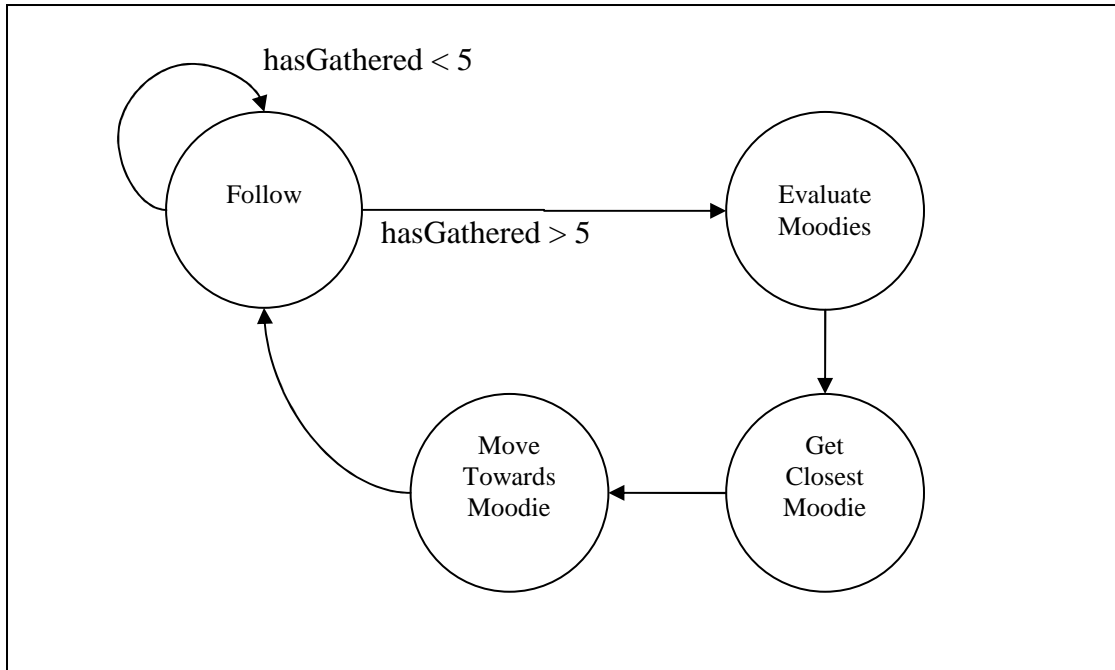 hasGathered < 5
Follow
hasGathered > 5
Evaluate
Moodies
Move
Towards
Moodie
Get
Closest
Moodie